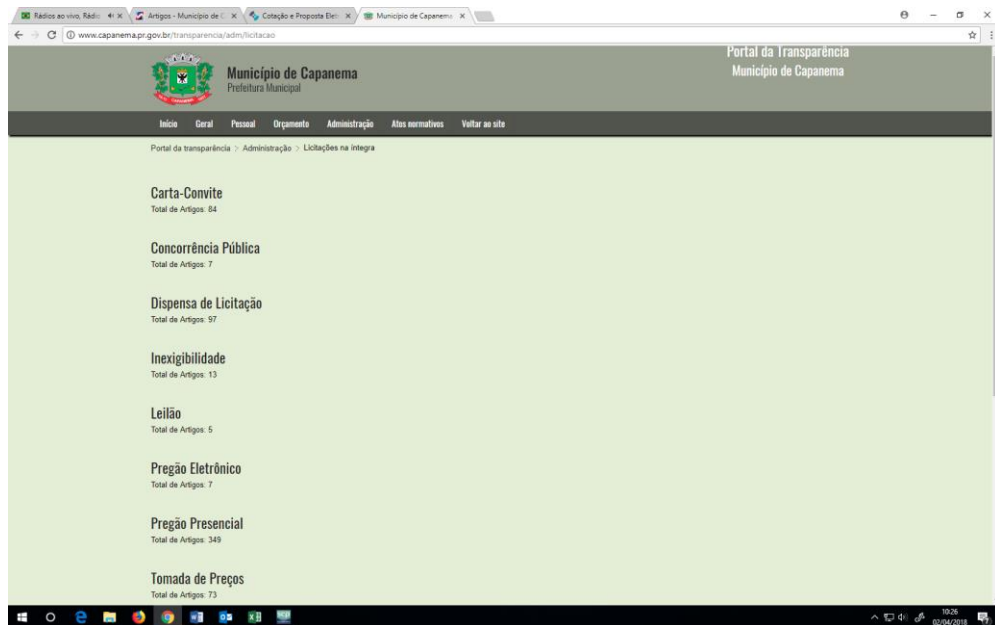 Rádios ao vivo, Rádio
Artigos - Município de C
Cotação e Proposta Elet
Município de Capanema
www.capanema.pr.gov.br/transparencia/adm/licitacao
Portal da Transparência
Município de Capanema
Município de Capanema
Prefeitura Municipal
Início Geral Pessoal Orçamento Administração Atos normativos Voltar ao site
Portal da transparência > Administração > Licitações na íntegra
Carta-Convite
Total de Artigos: 84
Concorrência Pública
Total de Artigos: 7
Dispensa de Licitação
Total de Artigos: 97
Inexigibilidade
Total de Artigos: 13
Leilão
Total de Artigos: 5
Pregão Eletrônico
Total de Artigos: 7
Pregão Presencial
Total de Artigos: 349
Tomada de Preços
Total de Artigos: 73
10:26
02/04/2018